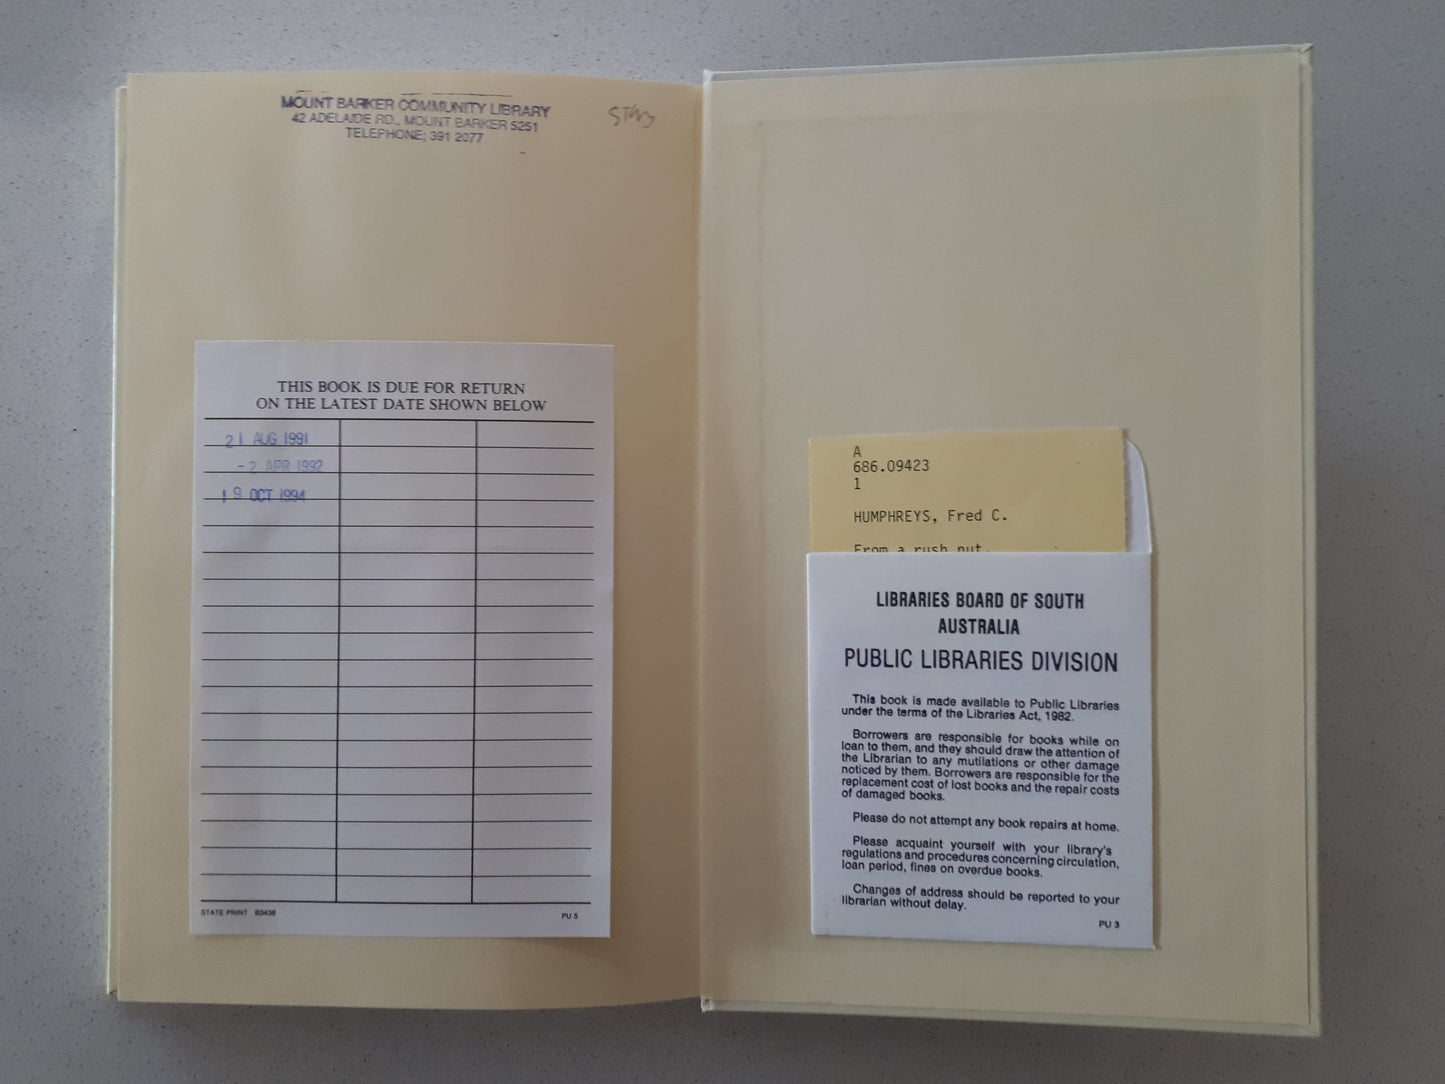 MOUNT BARKER COMMUNITY LIBRARY
42 ADELAIDE RD., MOUNT BARKER 5251
TELEPHONE; 391 2077
THIS BOOK IS DUE FOR RETURN
ON THE LATEST DATE SHOWN BELOW
21 AUG 1991
-2 APR 1992
19 OCT 1994
STATE PRINT B3438
PU 5
A
686.09423
1
HUMPHREYS, Fred C.
From a rush nut.
LIBRARIES BOARD OF SOUTH
AUSTRALIA
PUBLIC LIBRARIES DIVISION
This book is made available to Public Libraries
under the terms of the Libraries Act, 1982.
Borrowers are responsible for books while on
loan to them, and they should draw the attention of
the Librarian to any mutilations or other damage
noticed by them. Borrowers are responsible for the
replacement cost of lost books and the repair costs
of damaged books.
Please do not attempt any book repairs at home.
Please acquaint yourself with your library's
regulations and procedures concerning circulation,
loan period, fines on overdue books.
Changes of address should be reported to your
librarian without delay.
PU 3